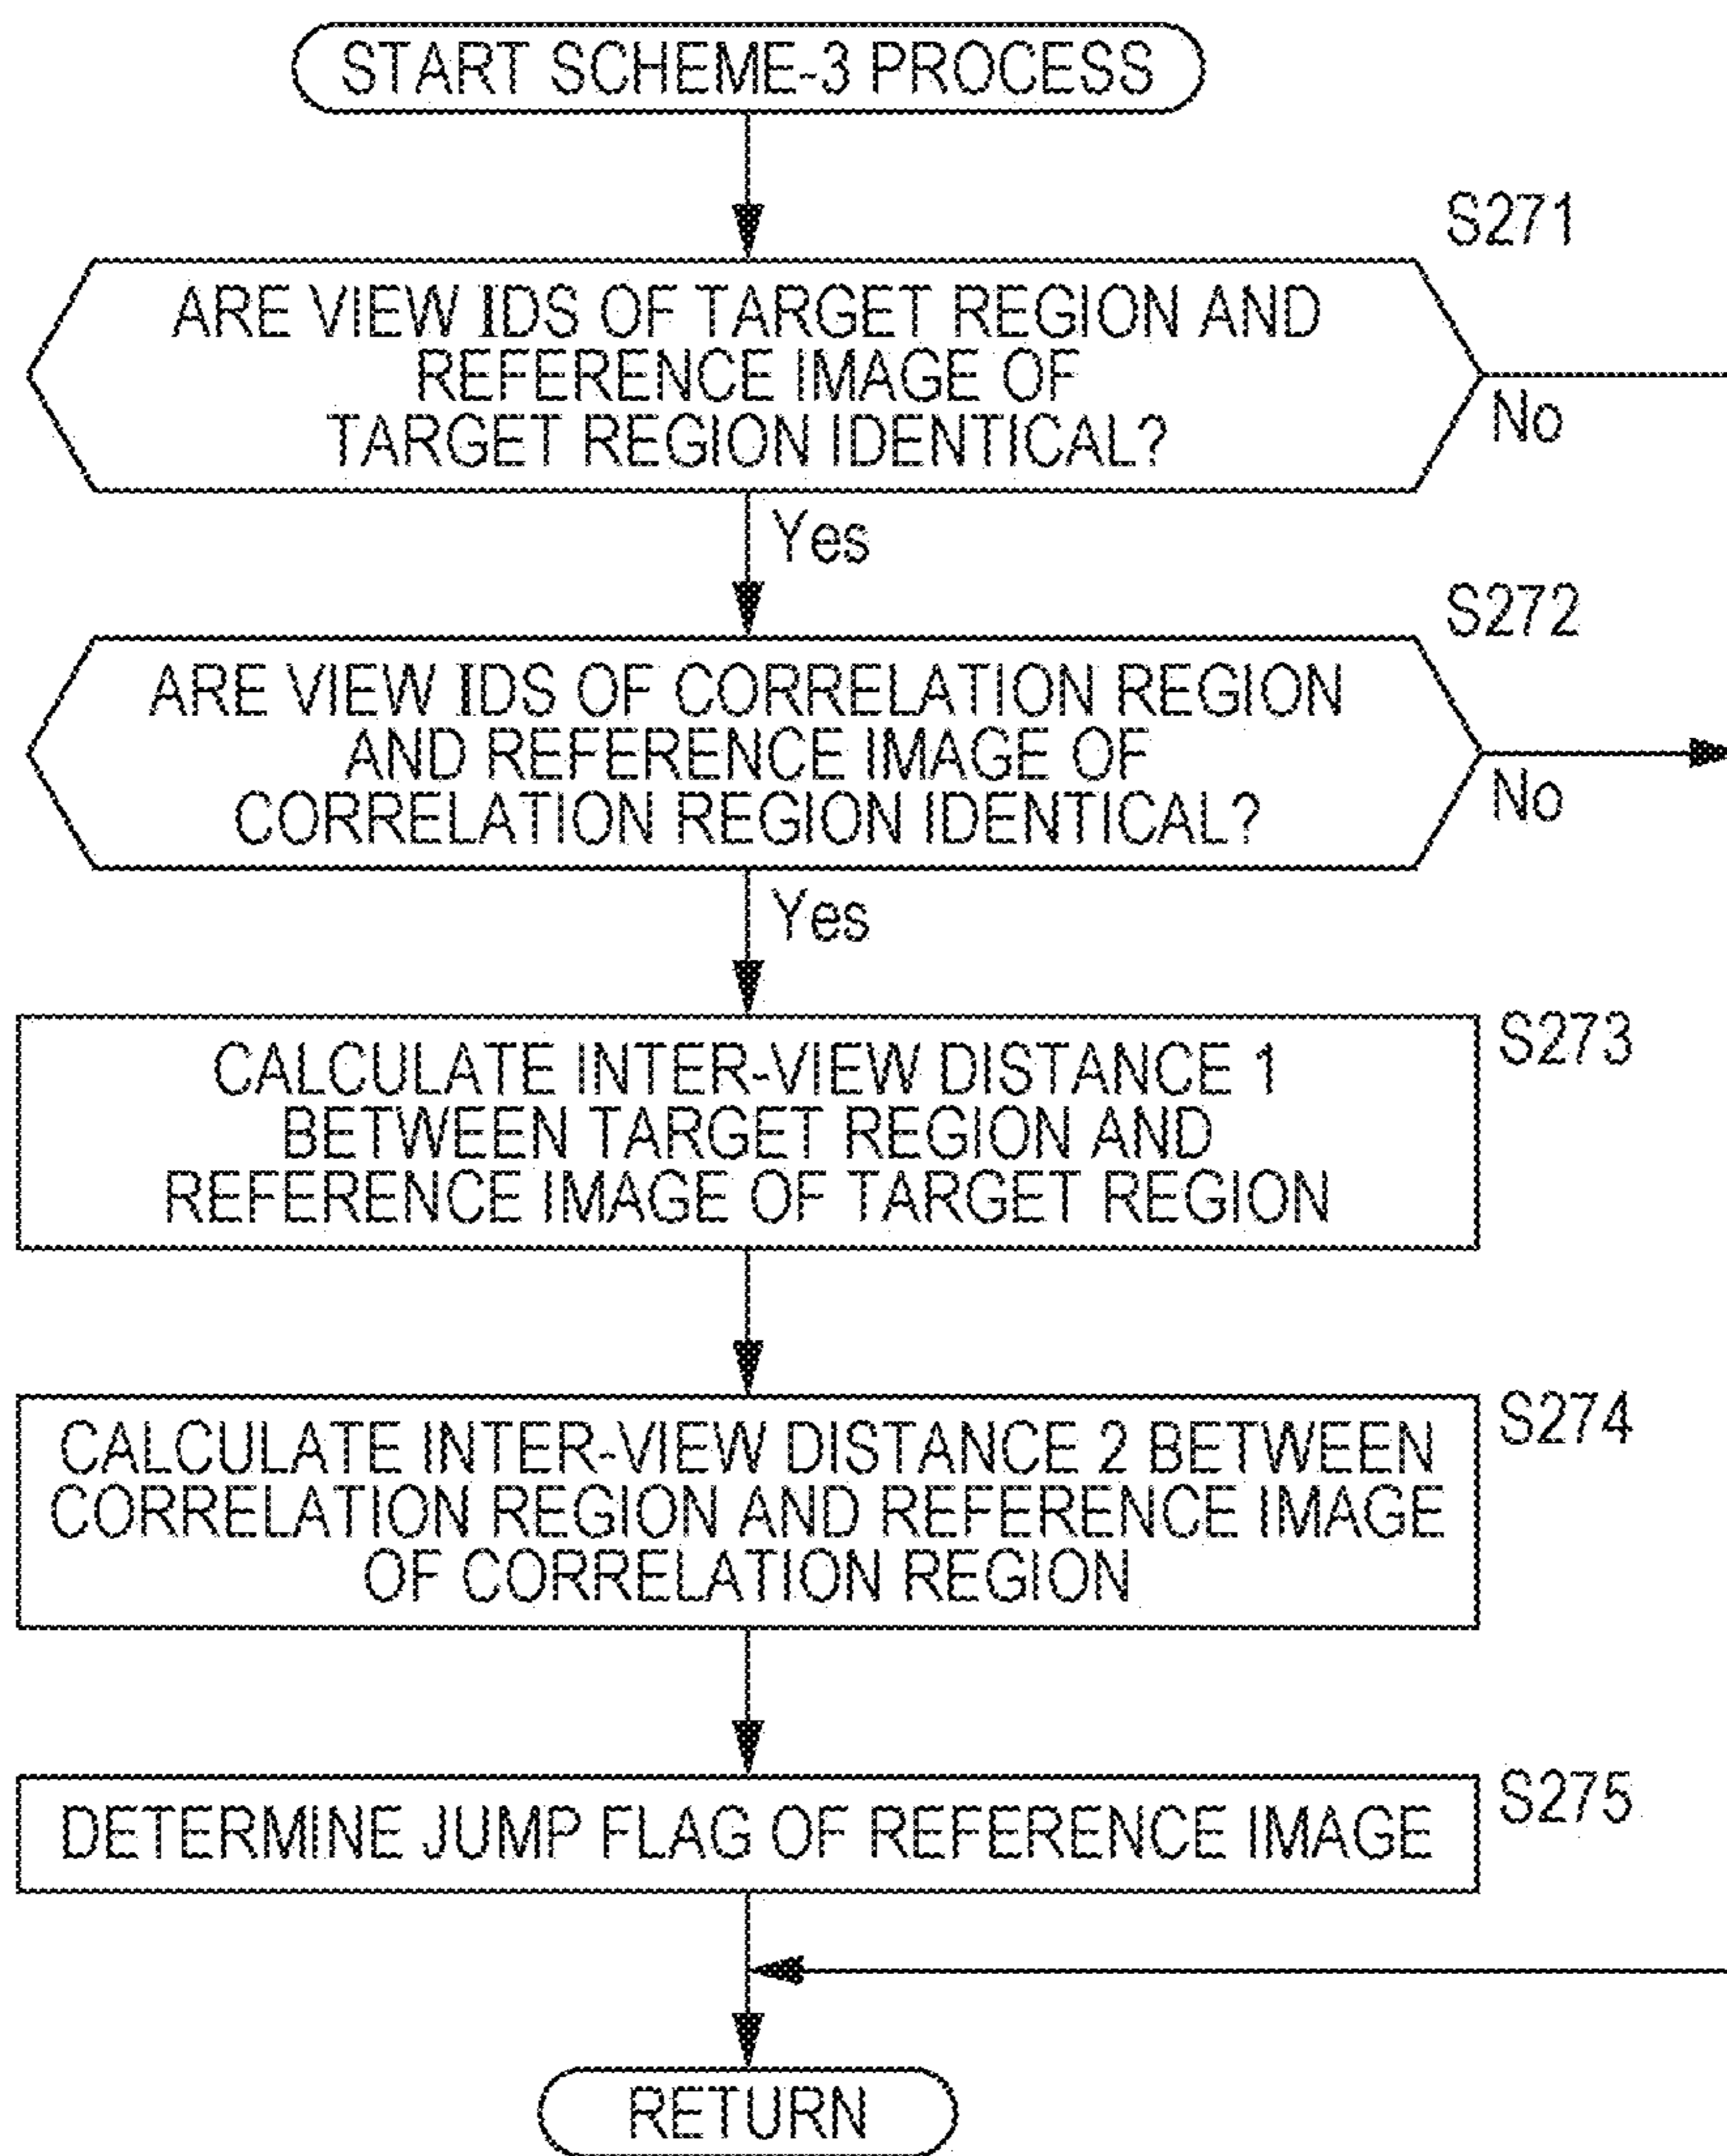 START SCHEME-3 PROCESS
S271
ARE VIEW IDS OF TARGET REGION AND
REFERENCE IMAGE OF
TARGET REGION IDENTICAL?
No
Yes
S272
ARE VIEW IDS OF CORRELATION REGION
AND REFERENCE IMAGE OF
CORRELATION REGION IDENTICAL?
No
Yes
S273
CALCULATE INTER-VIEW DISTANCE 1
BETWEEN TARGET REGION AND
REFERENCE IMAGE OF TARGET REGION
S274
CALCULATE INTER-VIEW DISTANCE 2 BETWEEN
CORRELATION REGION AND REFERENCE IMAGE
OF CORRELATION REGION
S275
DETERMINE JUMP FLAG OF REFERENCE IMAGE
RETURN